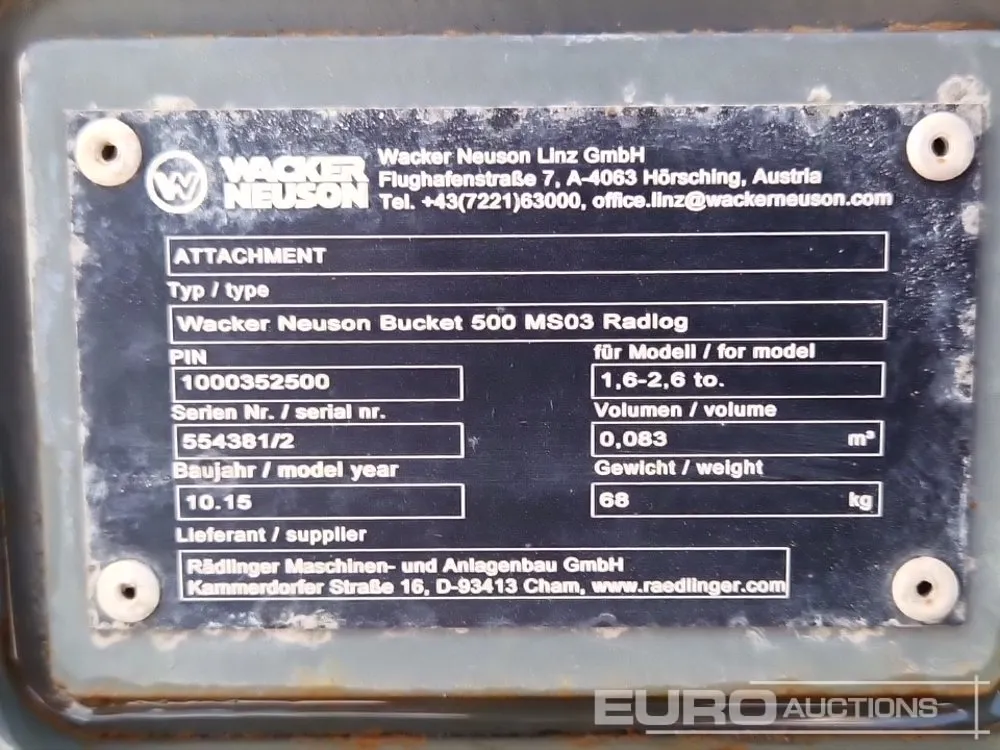 WACKER
NEUSON
Wacker Neuson Linz GmbH
Flughafenstraße 7, A-4063 Hörsching, Austria
Tel. +43(7221)63000, office.linz@wackerneuson.com
ATTACHMENT
Typ / type
Wacker Neuson Bucket 500 MS03 Radlog
PIN
1000352500
für Modell / for model
1,6-2,6 to.
Serien Nr. / serial nr.
554381/2
Volumen / volume
0,083 m³
Baujahr / model year
10.15
Gewicht / weight
68 kg
Lieferant / supplier
Rädlinger Maschinen- und Anlagenbau GmbH
Kammerdorfer Straße 16, D-93413 Cham, www.raedlinger.com
EURO AUCTIONS